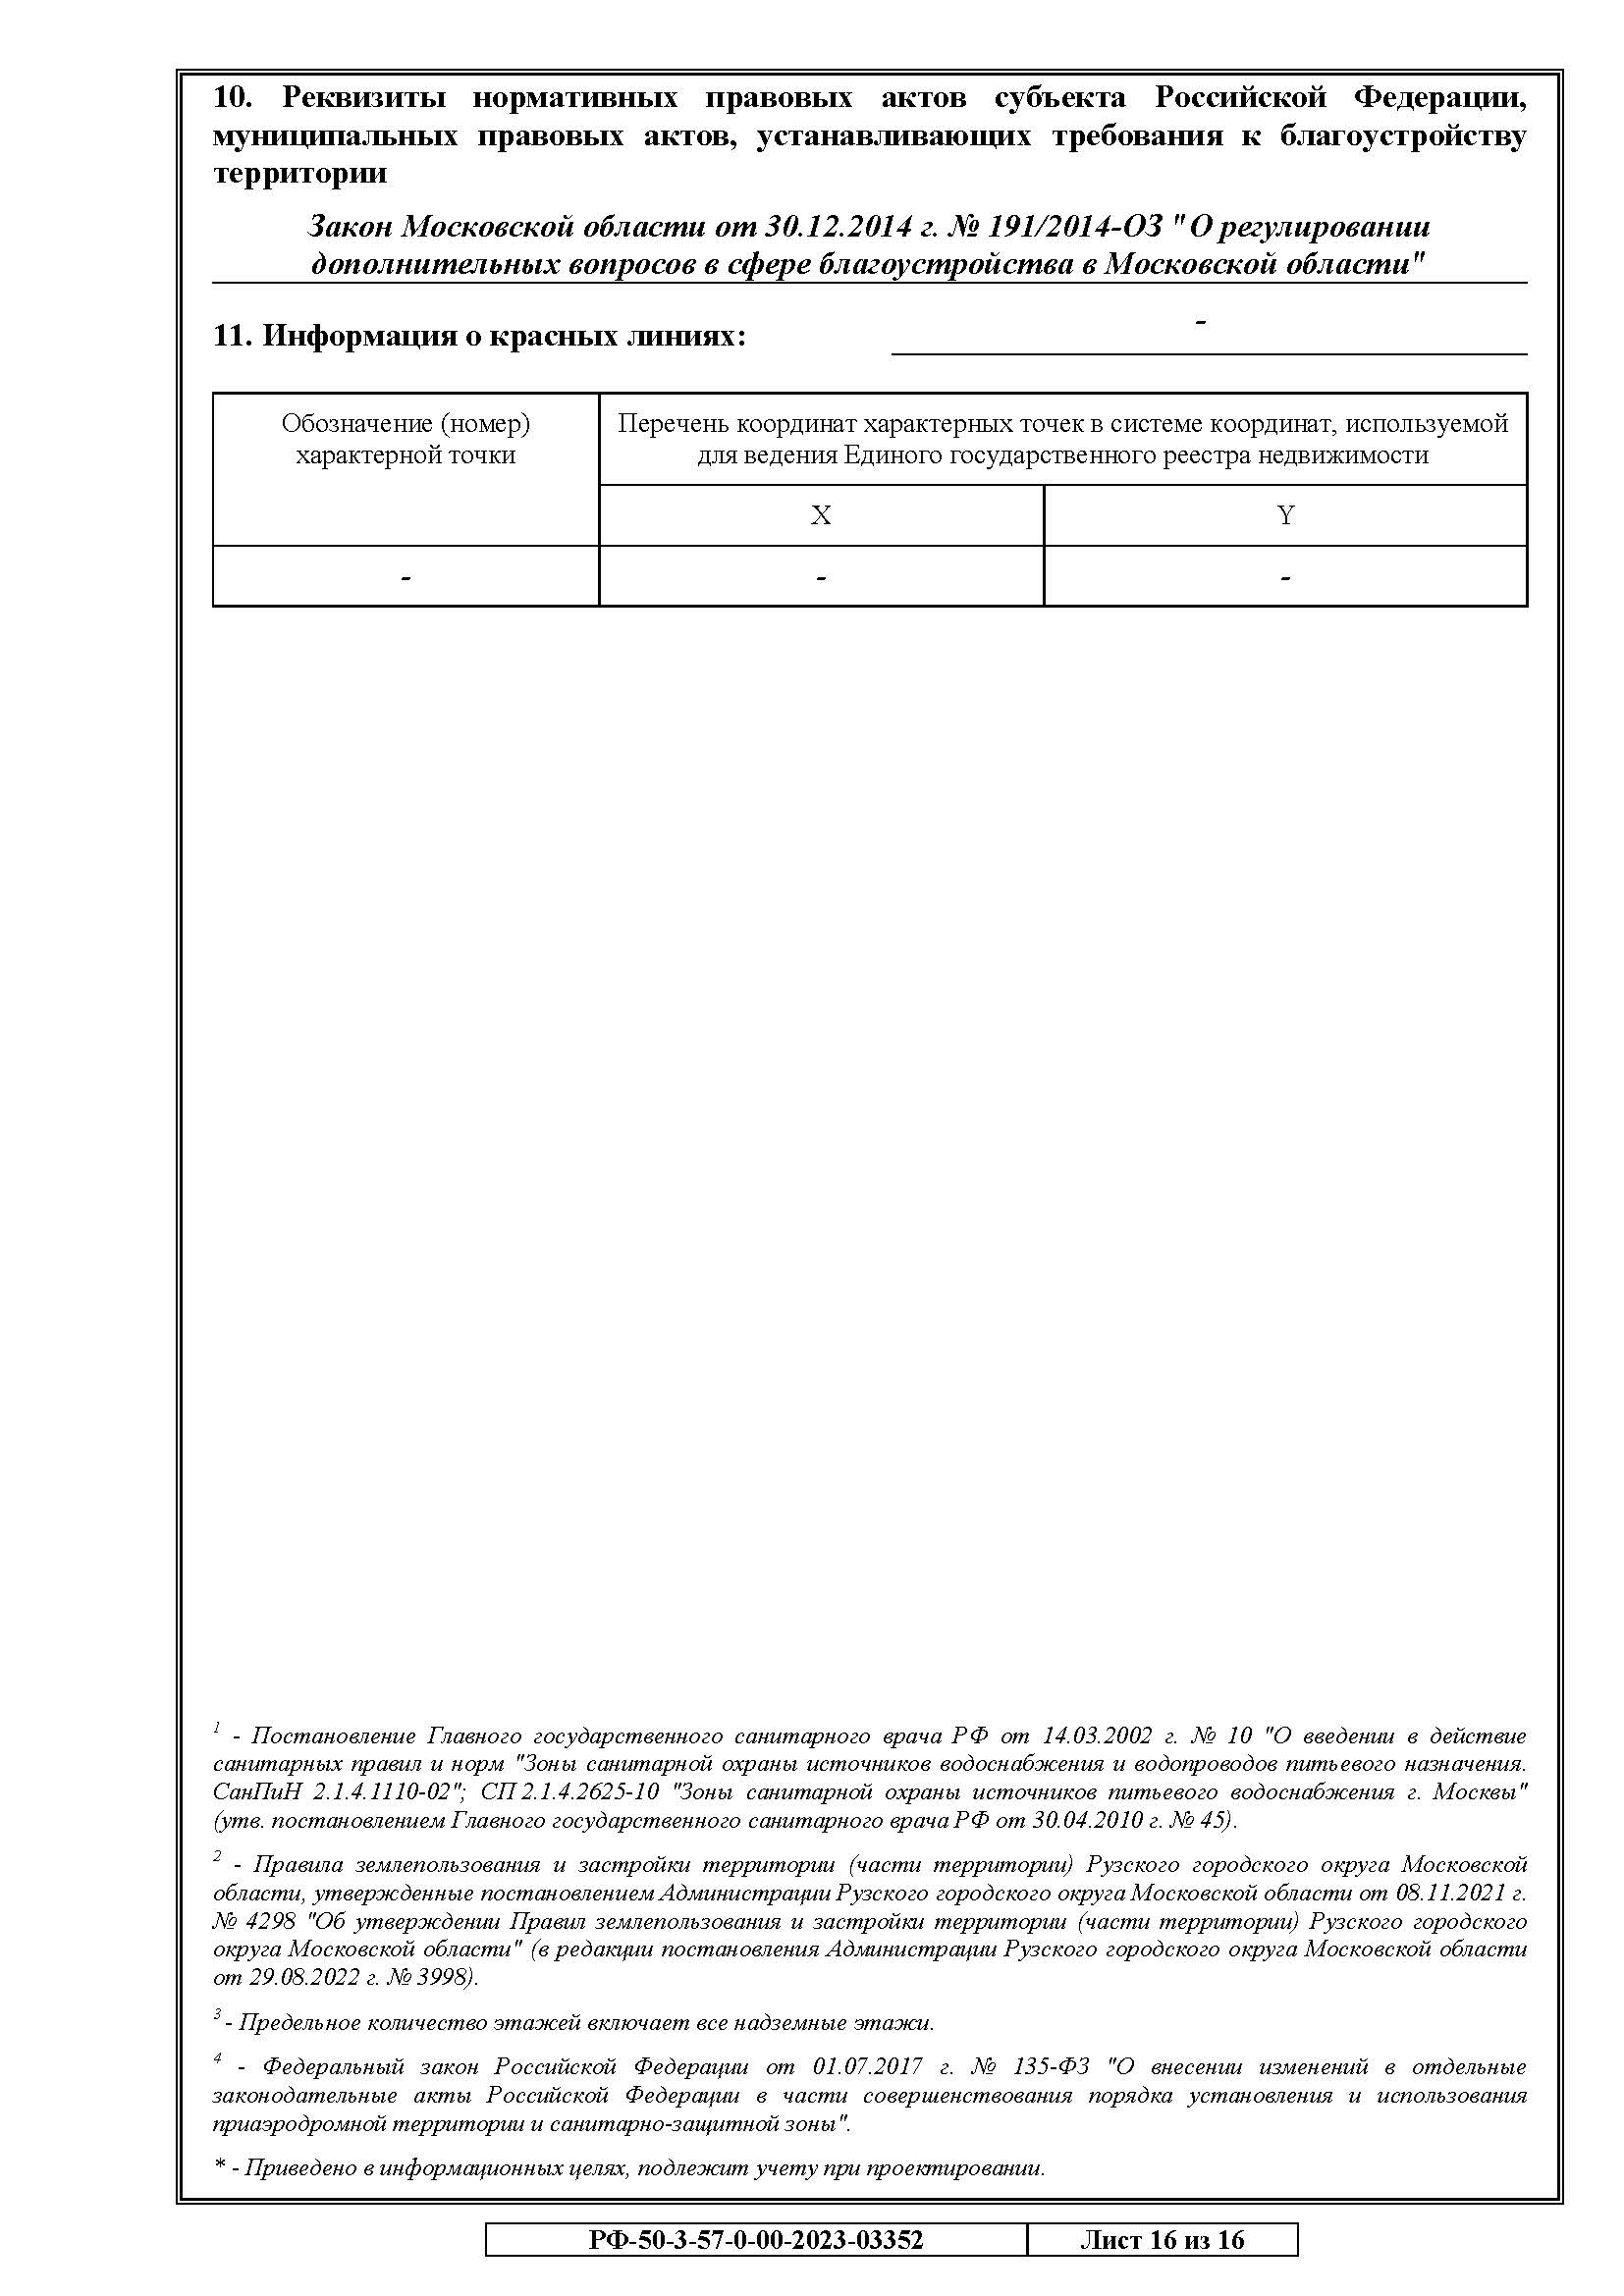 10. Реквизиты нормативных правовых актов субъекта Российской Федерации,
муниципальных правовых актов, устанавливающих требования к благоустройству
территории
Закон Московской области от 30.12.2014 г. № 191/2014-ОЗ " О регулировании
дополнительных вопросов в сфере благоустройства в Московской области"
11. Информация о красных линиях:
-
Обозначение (номер)
характерной точки
Перечень координат характерных точек в системе координат, используемой
для ведения Единого государственного реестра недвижимости
X
Y
-
-
-
1 - Постановление Главного государственного санитарного врача РФ от 14.03.2002 г. № 10 "О введении в действие
санитарных правил и норм "Зоны санитарной охраны источников водоснабжения и водопроводов питьевого назначения.
СанПиН 2.1.4.1110-02"; СП 2.1.4.2625-10 "Зоны санитарной охраны источников питьевого водоснабжения г. Москвы"
(утв. постановлением Главного государственного санитарного врача РФ от 30.04.2010 г. № 45).
2 - Правила землепользования и застройки территории (части территории) Рузского городского округа Московской
области, утвержденные постановлением Администрации Рузского городского округа Московской области от 08.11.2021 г.
№ 4298 "Об утверждении Правил землепользования и застройки территории (части территории) Рузского городского
округа Московской области" (в редакции постановления Администрации Рузского городского округа Московской области
от 29.08.2022 г. № 3998).
3 - Предельное количество этажей включает все надземные этажи.
4 - Федеральный закон Российской Федерации от 01.07.2017 г. № 135-ФЗ "О внесении изменений в отдельные
законодательные акты Российской Федерации в части совершенствования порядка установления и использования
приаэродромной территории и санитарно-защитной зоны".
* - Приведено в информационных целях, подлежит учету при проектировании.
РФ-50-3-57-0-00-2023-03352
Лист 16 из 16